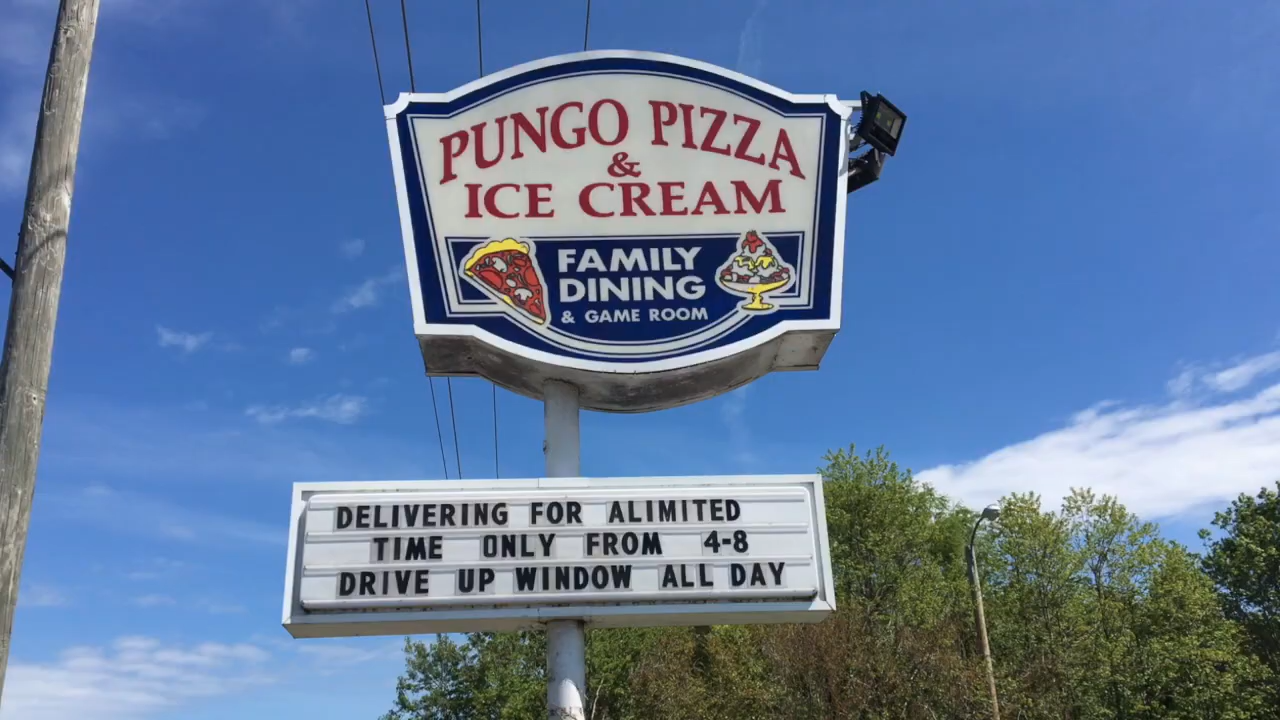 PUNGO PIZZA
&
ICE CREAM
FAMILY
DINING
& GAME ROOM
DELIVERING FOR ALIMITED
TIME ONLY FROM 4-8
DRIVE UP WINDOW ALL DAY